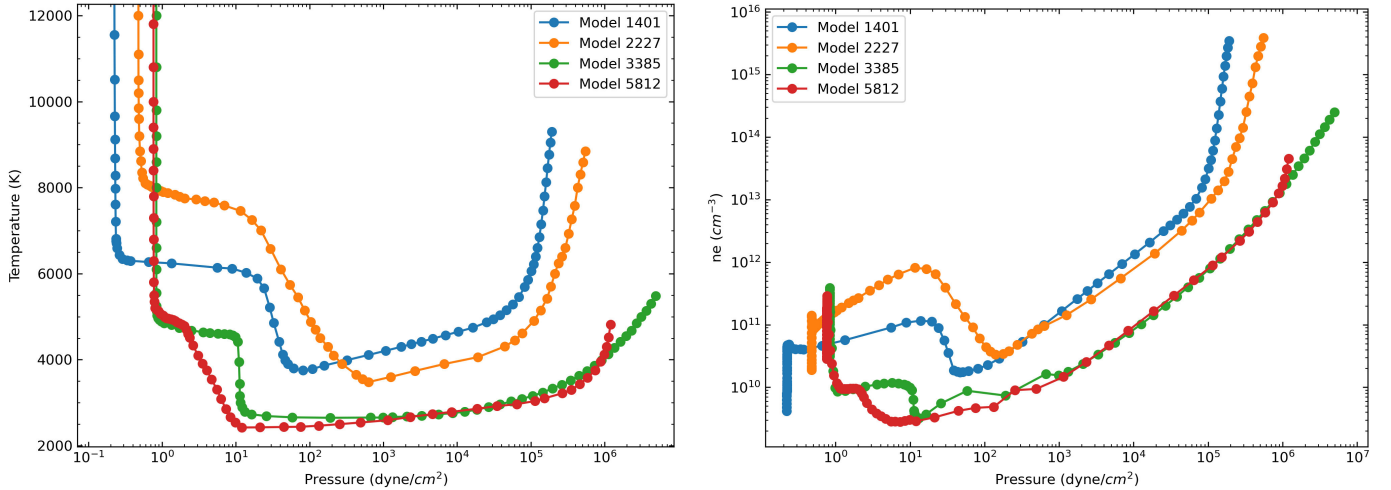 12000
10000
8000
6000
4000
2000
Temperature (K)
10⁻¹ 10⁰ 10¹ 10² 10³ 10⁴ 10⁵ 10⁶
Pressure (dyne/cm²)
Model 1401
Model 2227
Model 3385
Model 5812
10¹⁶
10¹⁵
10¹⁴
10¹³
10¹²
10¹¹
10¹⁰
ne (cm⁻³)
10⁰ 10¹ 10² 10³ 10⁴ 10⁵ 10⁶ 10⁷
Pressure (dyne/cm²)
Model 1401
Model 2227
Model 3385
Model 5812